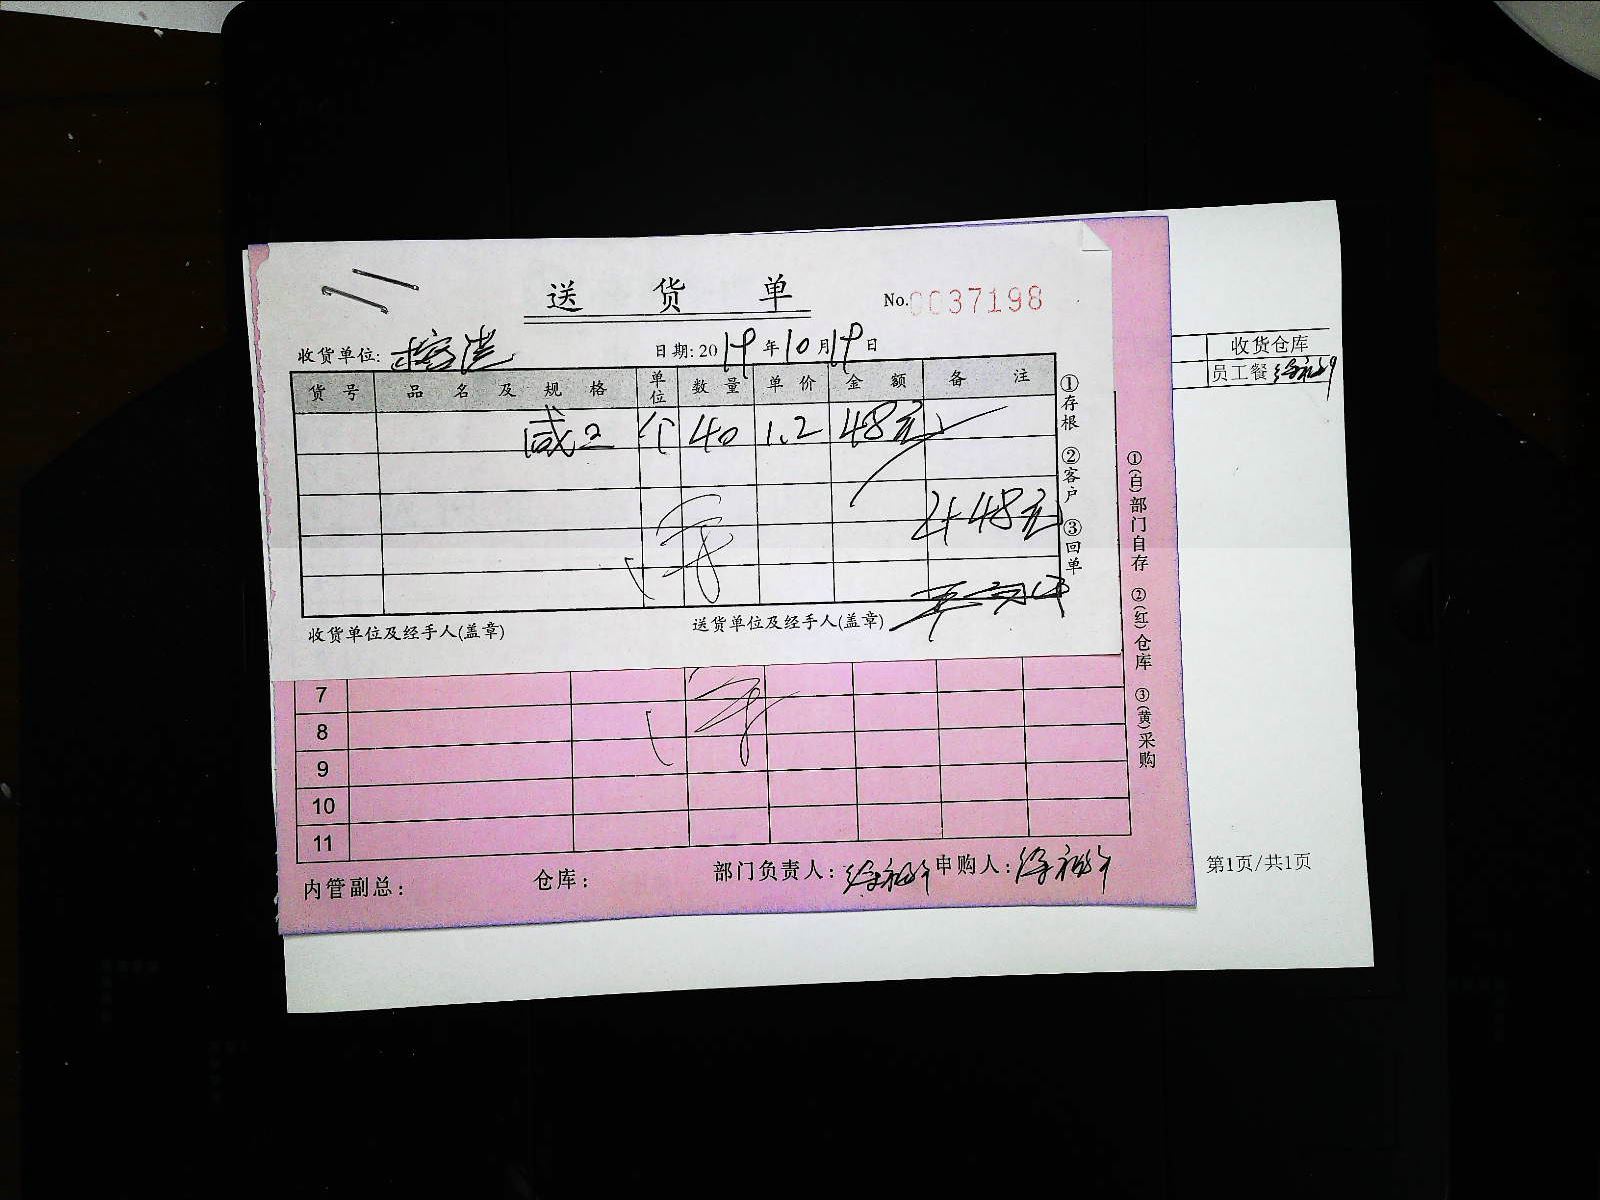 送 货 单
No. 0037198
收货单位:
日期: 2019年10月19日
货号 品名及规格 单位 数量 单价 金额 备注
个 40 1.2 48元
48元
①存根 ②客户 ③回单
收货单位及经手人(盖章) 送货单位及经手人(盖章)
收货仓库
员工餐
①(白)部门自存 ②(红)仓库 ③(黄)采购
7
8
9
10
11
内管副总: 仓库: 部门负责人: 申购人:
第1页/共1页